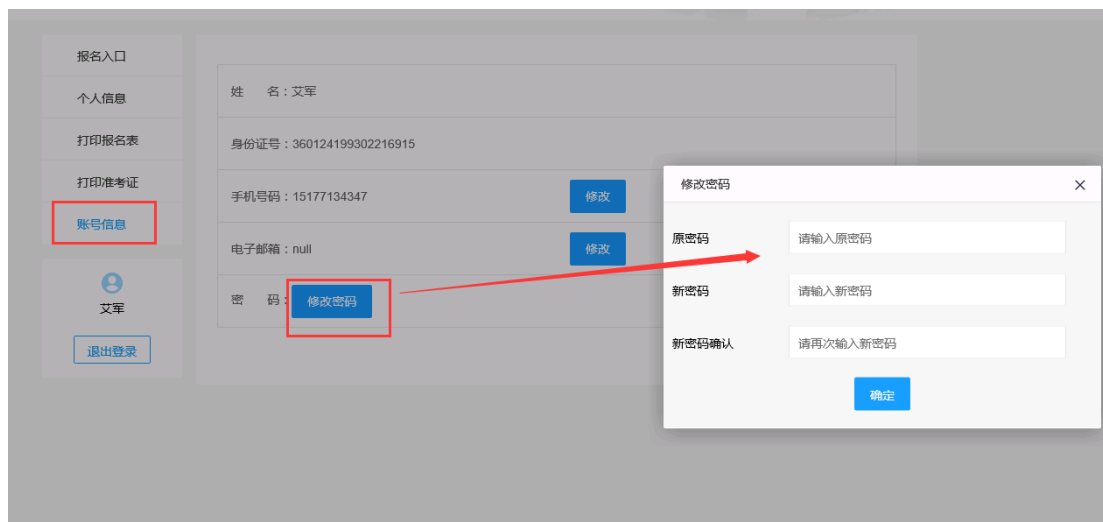 报名入口
个人信息
打印报名表
打印准考证
账号信息
艾军
退出登录
姓 名：艾军
身份证号：360124199302216915
手机号码：15177134347 修改
电子邮箱：null 修改
密 码： 修改密码
修改密码
原密码 请输入原密码
新密码 请输入新密码
新密码确认 请再次输入新密码
确定